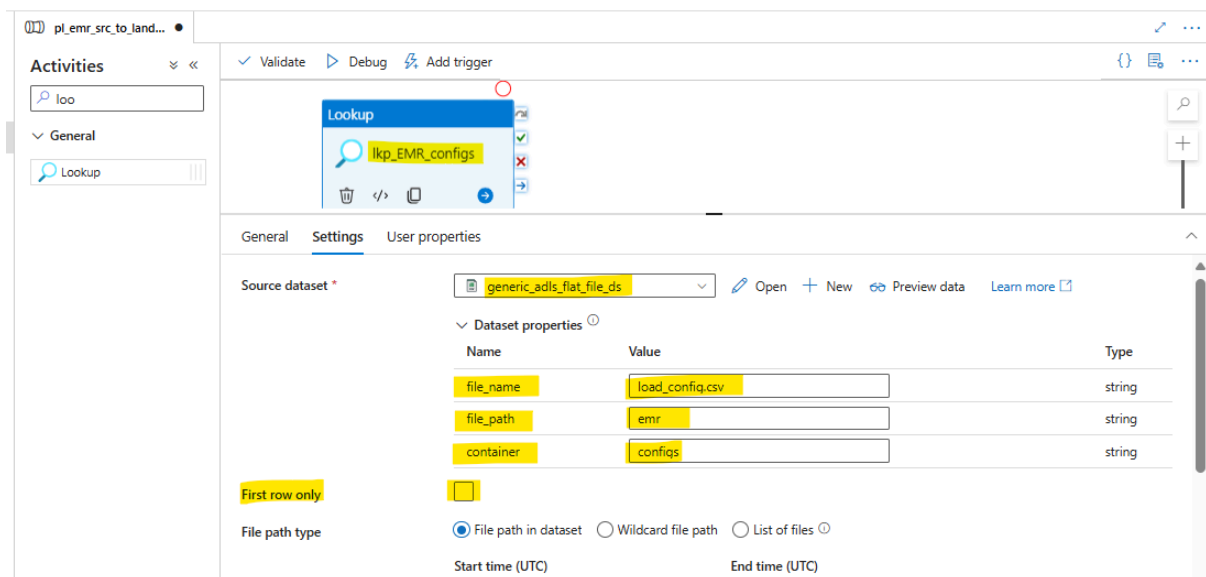 pl_emr_src_to_land...
Activities
loo
General
Lookup
Validate Debug Add trigger
Lookup
lkp_EMR_configs
General Settings User properties
Source dataset *
generic_adls_flat_file_ds
Open New Preview data Learn more
Dataset properties
Name Value Type
file_name load_config.csv string
file_path emr string
container configs string
First row only
File path type
File path in dataset Wildcard file path List of files
Start time (UTC) End time (UTC)